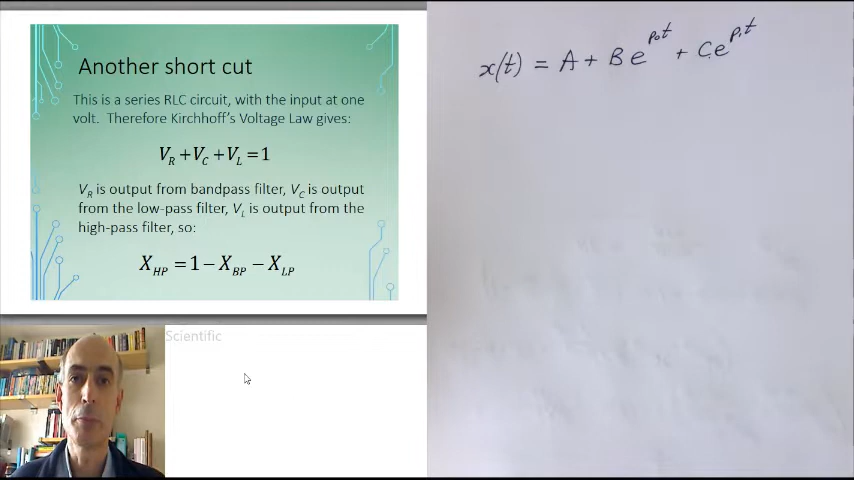 Another short cut
This is a series RLC circuit, with the input at one
volt. Therefore Kirchhoff's Voltage Law gives:
V_R + V_C + V_L = 1
V_R is output from bandpass filter, V_C is output
from the low-pass filter, V_L is output from the
high-pass filter, so:
X_HP = 1 − X_BP − X_LP
Scientific
x(t) = A + B e^{p_0 t} + C e^{p_1 t}